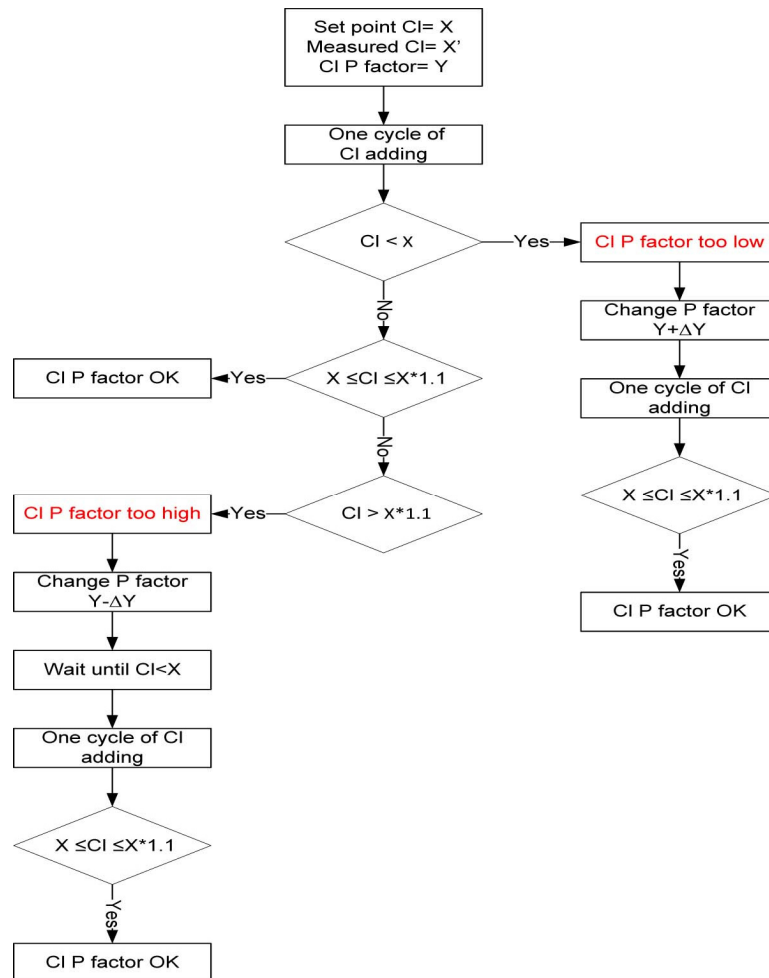 Set point Cl= X
Measured Cl= X'
Cl P factor= Y
One cycle of
Cl adding
Cl < X
Yes
Cl P factor too low
No
Change P factor
Y+ΔY
Cl P factor OK
Yes
X ≤Cl ≤X*1.1
One cycle of Cl
adding
No
X ≤Cl ≤X*1.1
Cl P factor too high
Yes
Cl > X*1.1
Yes
Change P factor
Y-ΔY
Cl P factor OK
Wait until Cl<X
One cycle of Cl
adding
X ≤Cl ≤X*1.1
Yes
Cl P factor OK